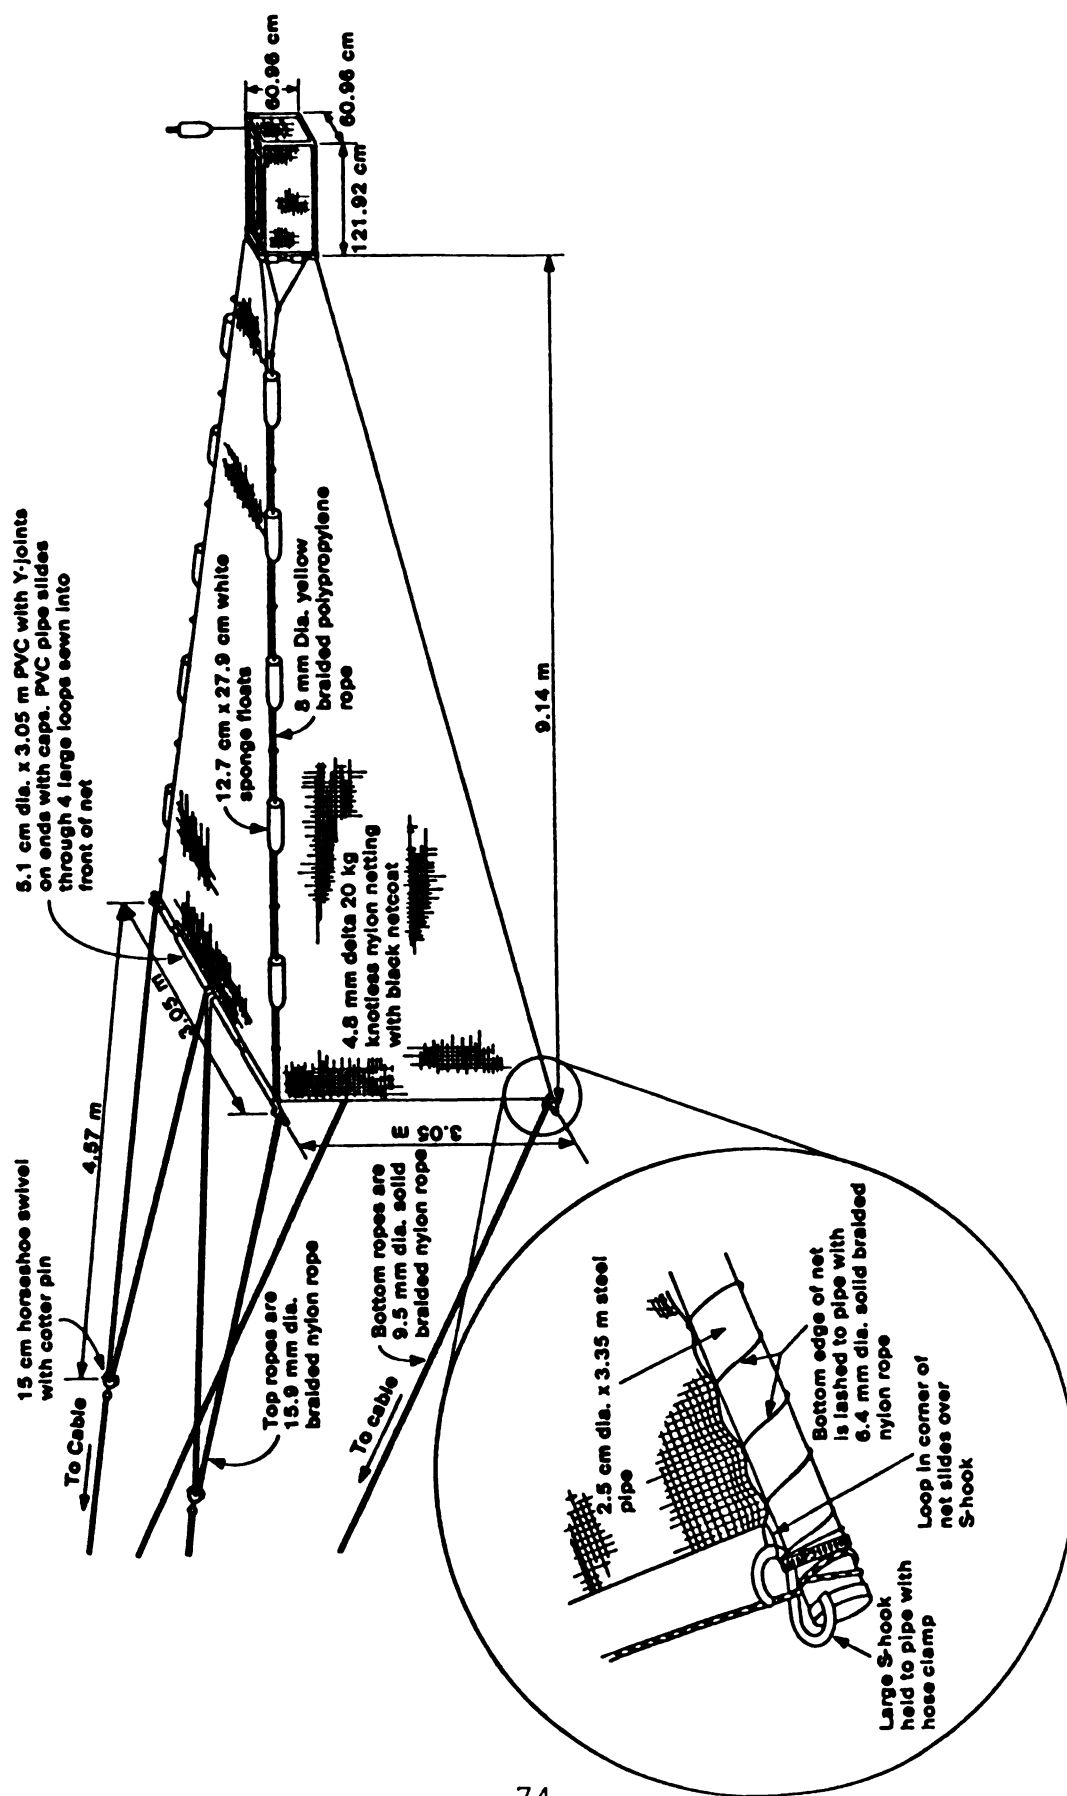 15 cm horseshoe swivel
with cotter pin
5.1 cm dia. x 3.05 m PVC with Y-joints
on ends with caps. PVC pipe slides
through 4 large loops sewn into
front of net
To Cable
4.57 m
3.05 m
Top ropes are
15.9 mm dia.
braided nylon rope
12.7 cm x 27.9 cm white
sponge floats
8 mm Dia. yellow
braided polypropylene
rope
60.96 cm
60.96 cm
121.92 cm
4.8 mm delta 20 kg
knotless nylon netting
with black netcoat
To cable
Bottom ropes are
9.5 mm dia. solid
braided nylon rope
3.05 m
9.14 m
2.5 cm dia. x 3.35 m steel
pipe
Bottom edge of net
is lashed to pipe with
6.4 mm dia. solid braided
nylon rope
Loop in corner of
net slides over
S-hook
Large S-hook
held to pipe with
hose clamp
74